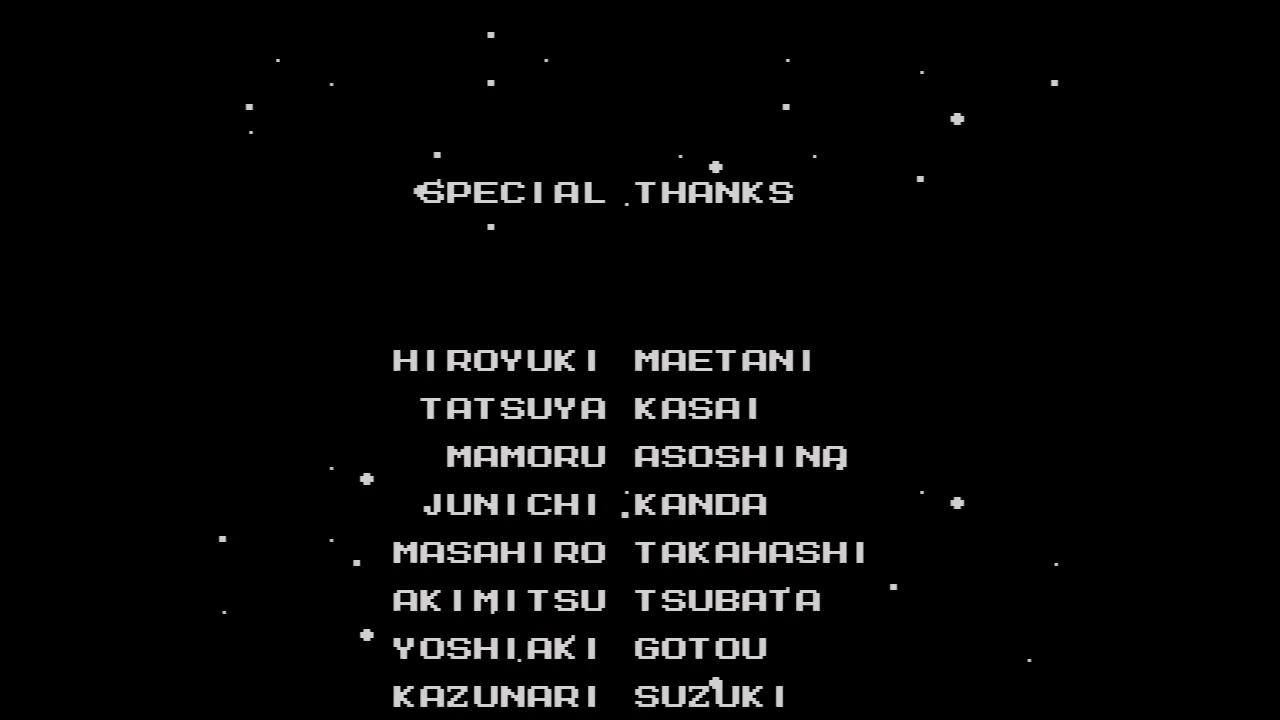 SPECIAL THANKS
HIROYUKI MAETANI
TATSUYA KASAI
MAMORU ASOSHINA
JUNICHI KANDA
MASAHIRO TAKAHASHI
AKIMITSU TSUBATA
YOSHIAKI GOTOU
KAZUNARI SUZUKI